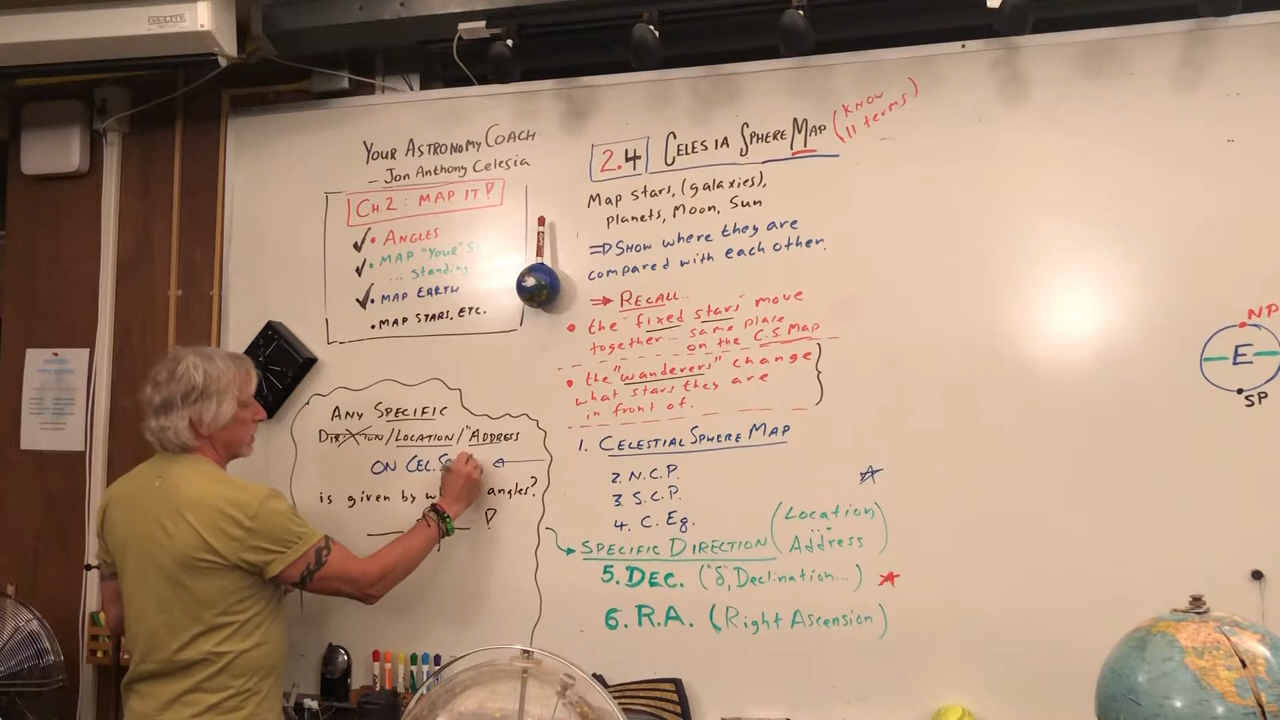 DA-LITE
YOUR ASTRONOMY COACH
- Jon Anthony Celesia
CH.2: MAP IT!
• ANGLES
• MAP "YOUR"
... Standing
• MAP EARTH
• MAP STARS, ETC.
ANY SPECIFIC
DIRECTION/LOCATION/"ADDRESS
ON CEL.
is given by angles?
!
2.4 CELESIA SPHERE MAP (KNOW
11 terms)
Map stars, (galaxies),
planets, Moon, Sun
⇒ SHOW where they are
compared with each other.
⇒ RECALL..
• the "fixed stars" move
together... same place
on the C.S. Map
• the "wanderers" change
what stars they are
in front of.
1. CELESTIAL SPHERE MAP
2. N.C.P.
3. S.C.P.
4. C. Eq.
SPECIFIC DIRECTION (Location
... Address)
5. DEC. ("δ", Declination...)
6. R.A. (Right Ascension)
NP
E
SP